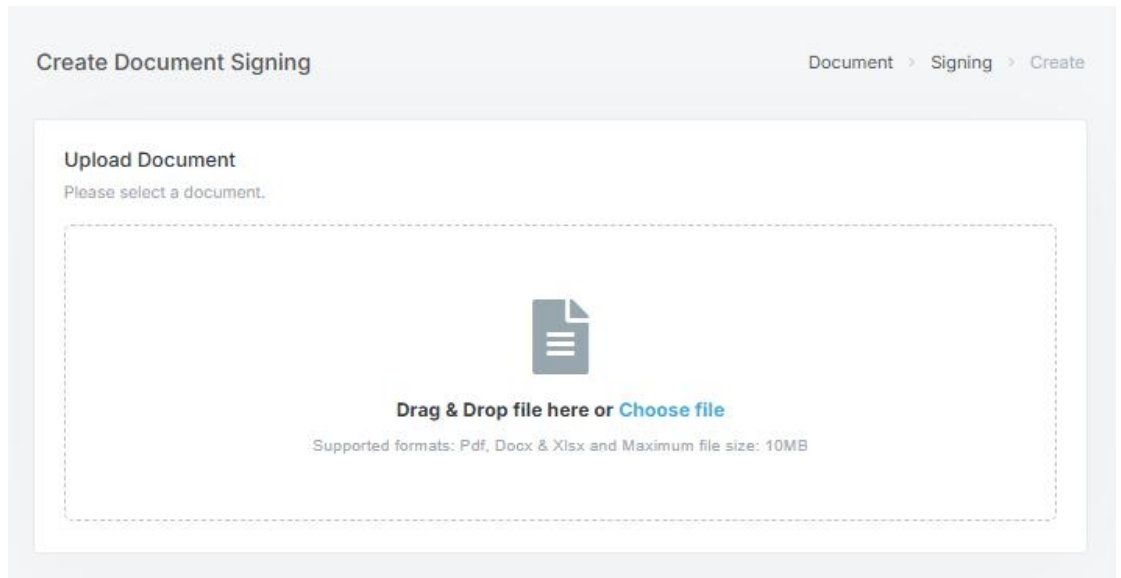 Create Document Signing
Document > Signing > Create
Upload Document
Please select a document.
Drag & Drop file here or Choose file
Supported formats: Pdf, Docx & Xlsx and Maximum file size: 10MB